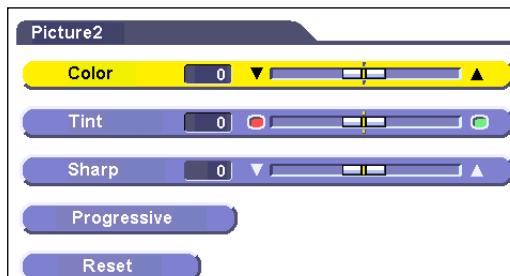 Picture2
Color 0
Tint 0
Sharp 0
Progressive
Reset